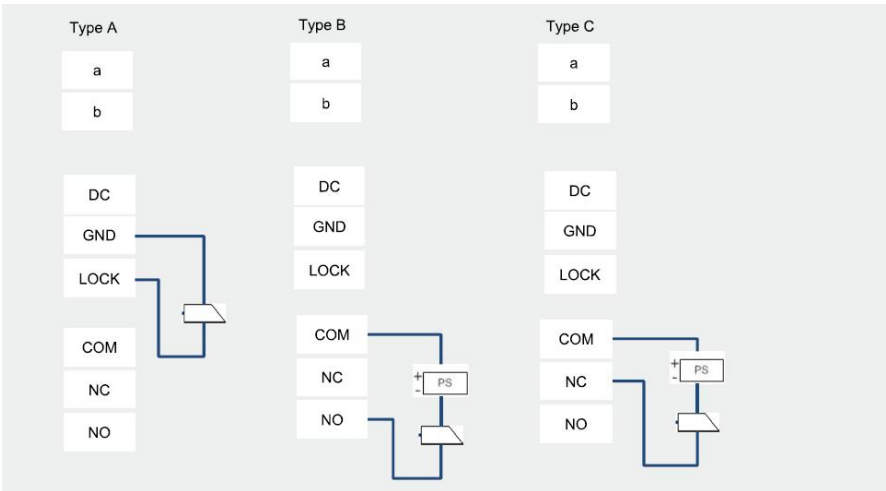 Type A
a
b
DC
GND
LOCK
COM
NC
NO
Type B
a
b
DC
GND
LOCK
COM
NC
NO
+
-
PS
Type C
a
b
DC
GND
LOCK
COM
NC
NO
+
-
PS